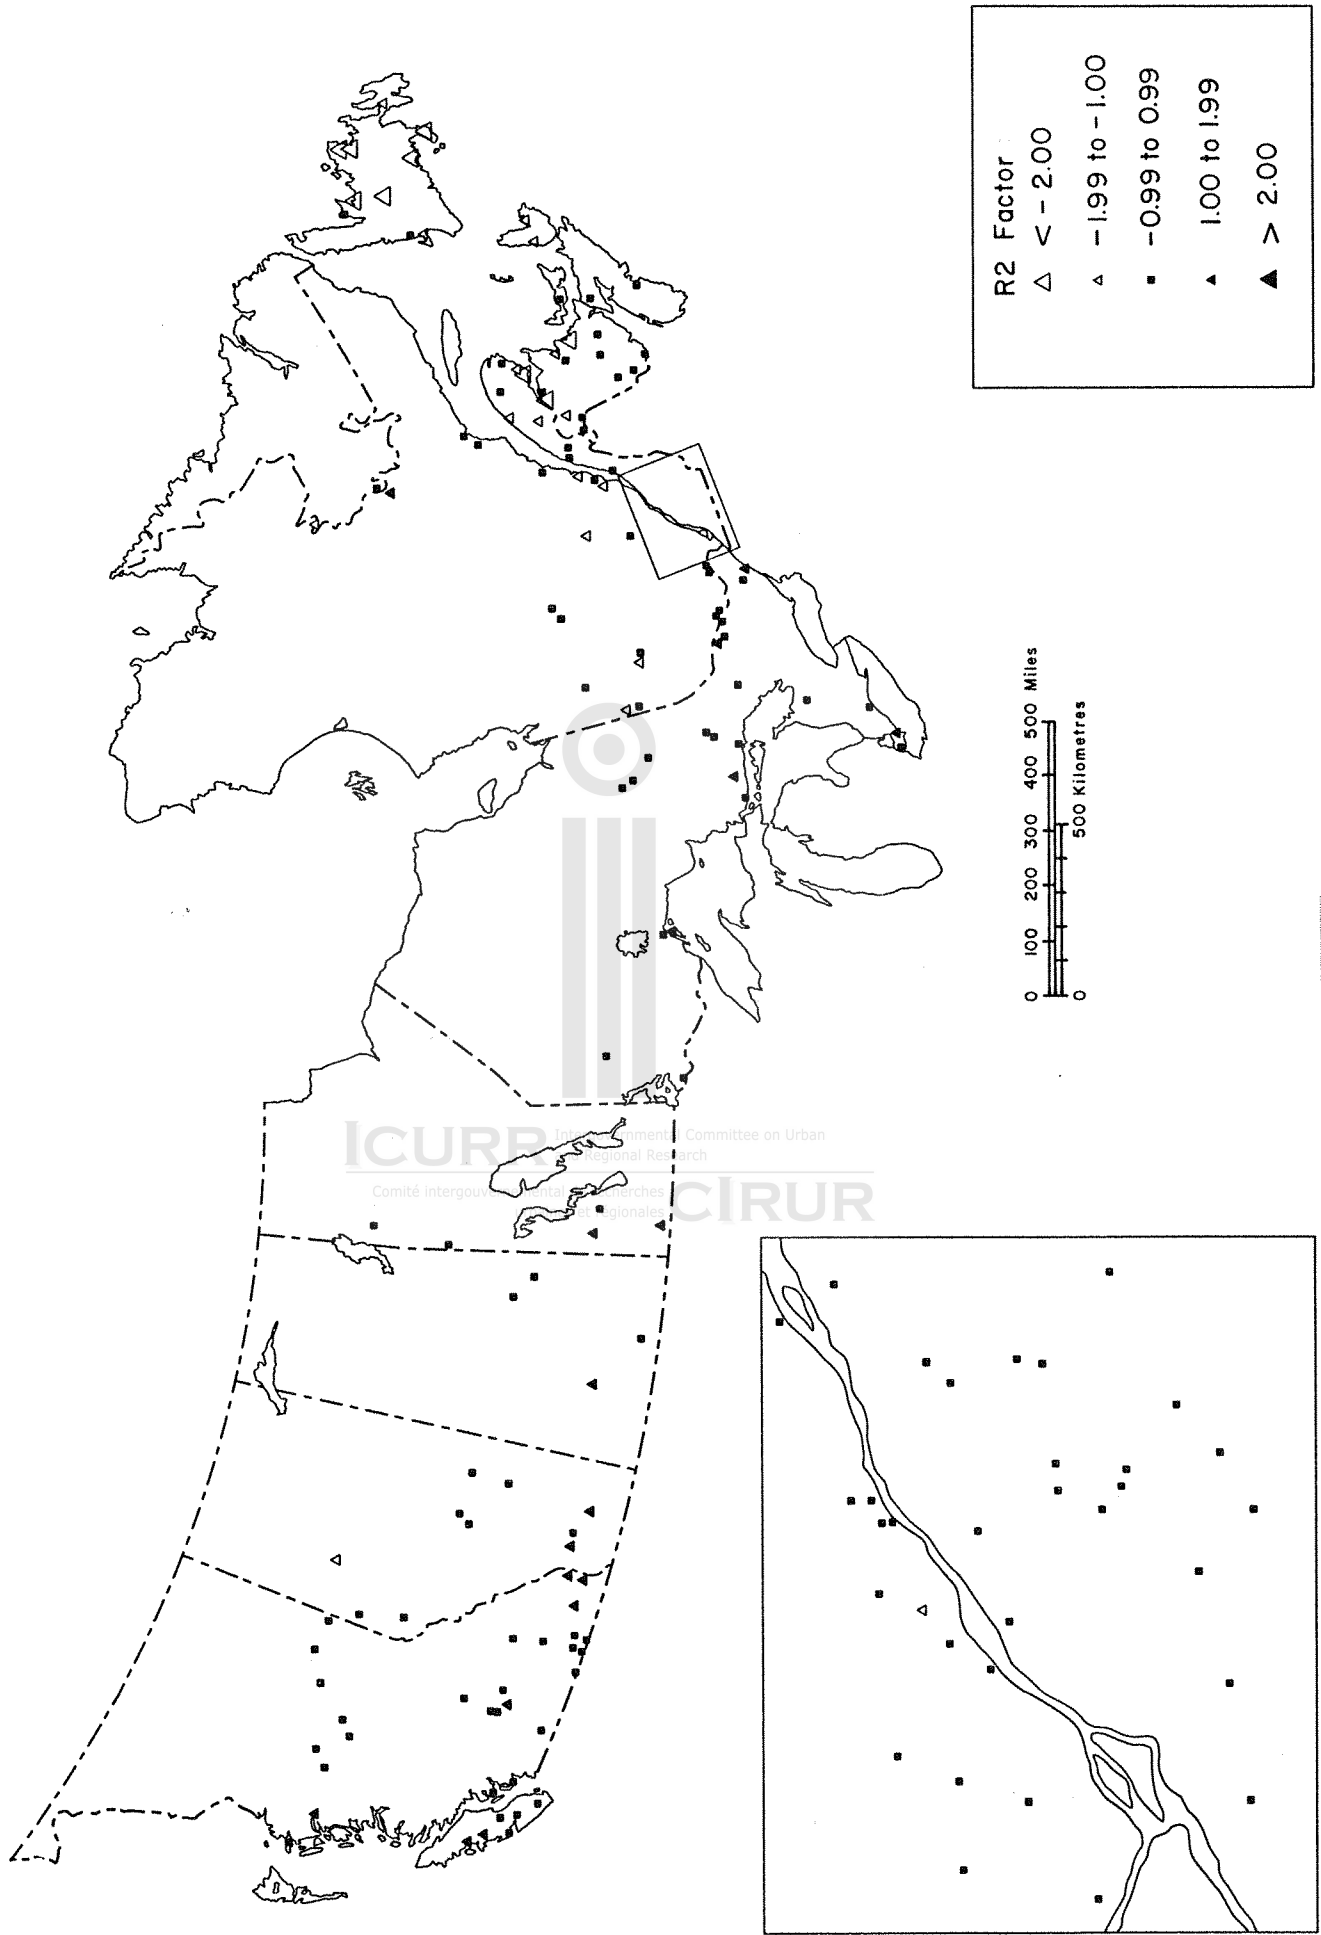 R2 Factor
< - 2.00
- 1.99 to - 1.00
- 0.99 to 0.99
1.00 to 1.99
> 2.00
0 100 200 300 400 500 Miles
0 500 Kilometres
ICURR
Intergovernmental Committee on Urban
and Regional Research
Comité intergouvernemental de recherches
et régionales
CIRUR